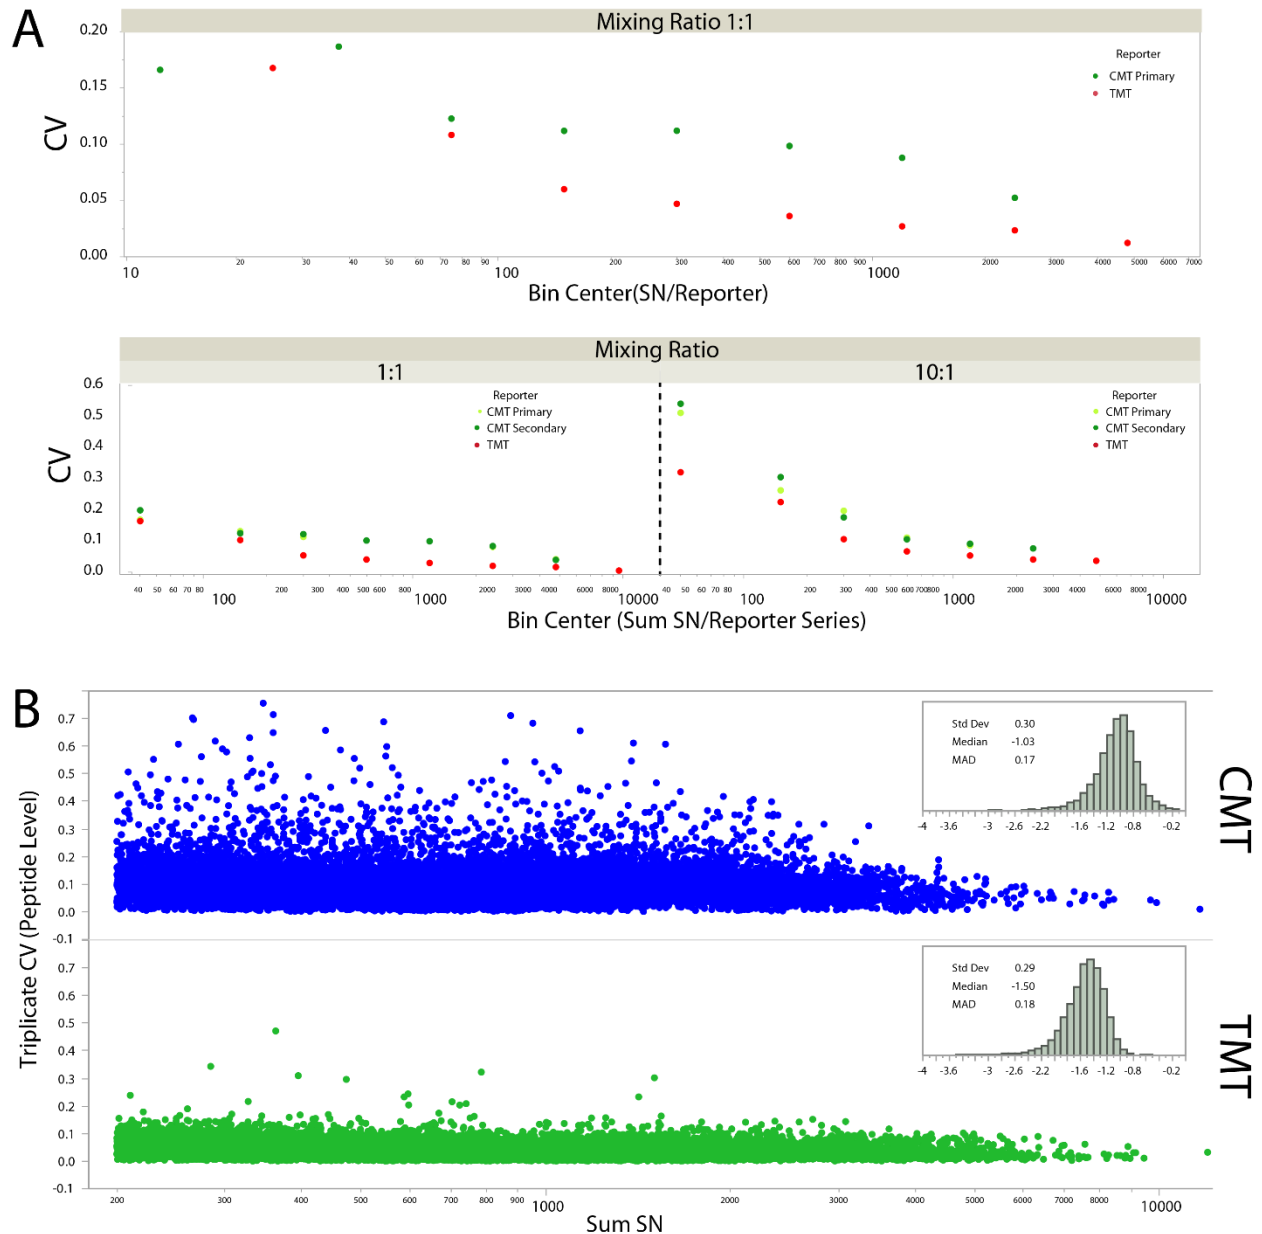 A
Mixing Ratio 1:1
0.20
0.15
0.10
0.05
0.00
CV
Reporter
CMT Primary
TMT
10 20 30 40 50 60 70 80 90 100 200 300 400 500 600 700 800 900 1000 2000 3000 4000 5000 6000 7000
Bin Center(SN/Reporter)
Mixing Ratio
1:1 10:1
0.6
0.5
0.4
0.3
0.2
0.1
0.0
CV
Reporter
CMT Primary
CMT Secondary
TMT
Reporter
CMT Primary
CMT Secondary
TMT
40 50 60 70 80 100 200 300 400 500 600 800 1000 2000 3000 4000 6000 8000 10000 40 50 60 70 80 100 200 300 400 500 600 700800 1000 2000 3000 4000 6000 10000
Bin Center (Sum SN/Reporter Series)
B
Triplicate CV (Peptide Level)
0.7
0.6
0.5
0.4
0.3
0.2
0.1
0.0
-0.1
Std Dev 0.30
Median -1.03
MAD 0.17
-4 -3.6 -3 -2.6 -2.2 -1.6 -1.2 -0.8 -0.2
CMT
0.7
0.6
0.5
0.4
0.3
0.2
0.1
0.0
-0.1
Std Dev 0.29
Median -1.50
MAD 0.18
-4 -3.6 -3 -2.6 -2.2 -1.6 -1.2 -0.8 -0.2
TMT
200 300 400 500 600 700 800 900 1000 2000 3000 4000 5000 6000 7000 8000 10000
Sum SN